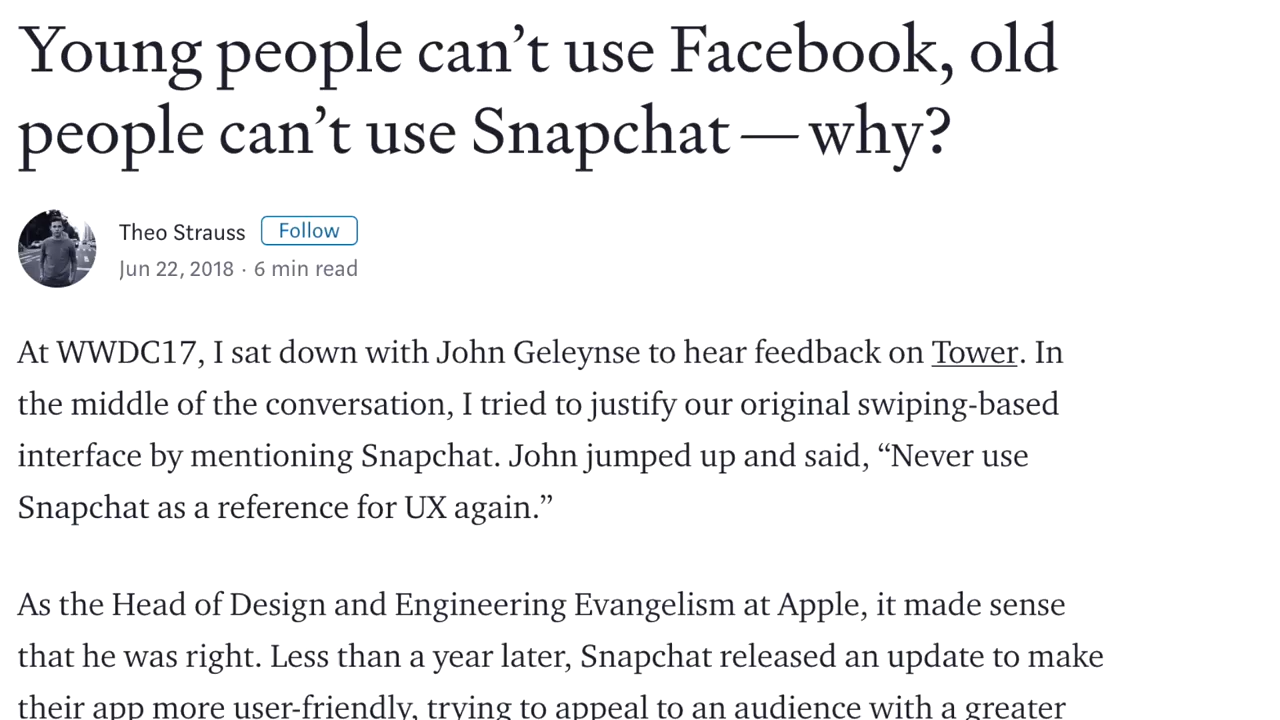 Young people can’t use Facebook, old
people can’t use Snapchat — why?
Theo Strauss Follow
Jun 22, 2018 · 6 min read
At WWDC17, I sat down with John Geleynse to hear feedback on Tower. In
the middle of the conversation, I tried to justify our original swiping-based
interface by mentioning Snapchat. John jumped up and said, “Never use
Snapchat as a reference for UX again.”
As the Head of Design and Engineering Evangelism at Apple, it made sense
that he was right. Less than a year later, Snapchat released an update to make
their app more user-friendly, trying to appeal to an audience with a greater